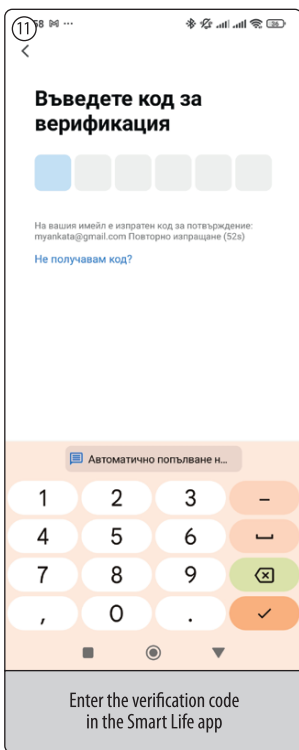 11
58
26
Въведете код за
верификация
На вашия имейл е изпратен код за потвърждение:
myankata@gmail.com Повторно изпращане (52s)
Не получавам код?
Автоматично попълване н...
1 2 3 –
4 5 6
7 8 9
, 0 .
Enter the verification code
in the Smart Life app